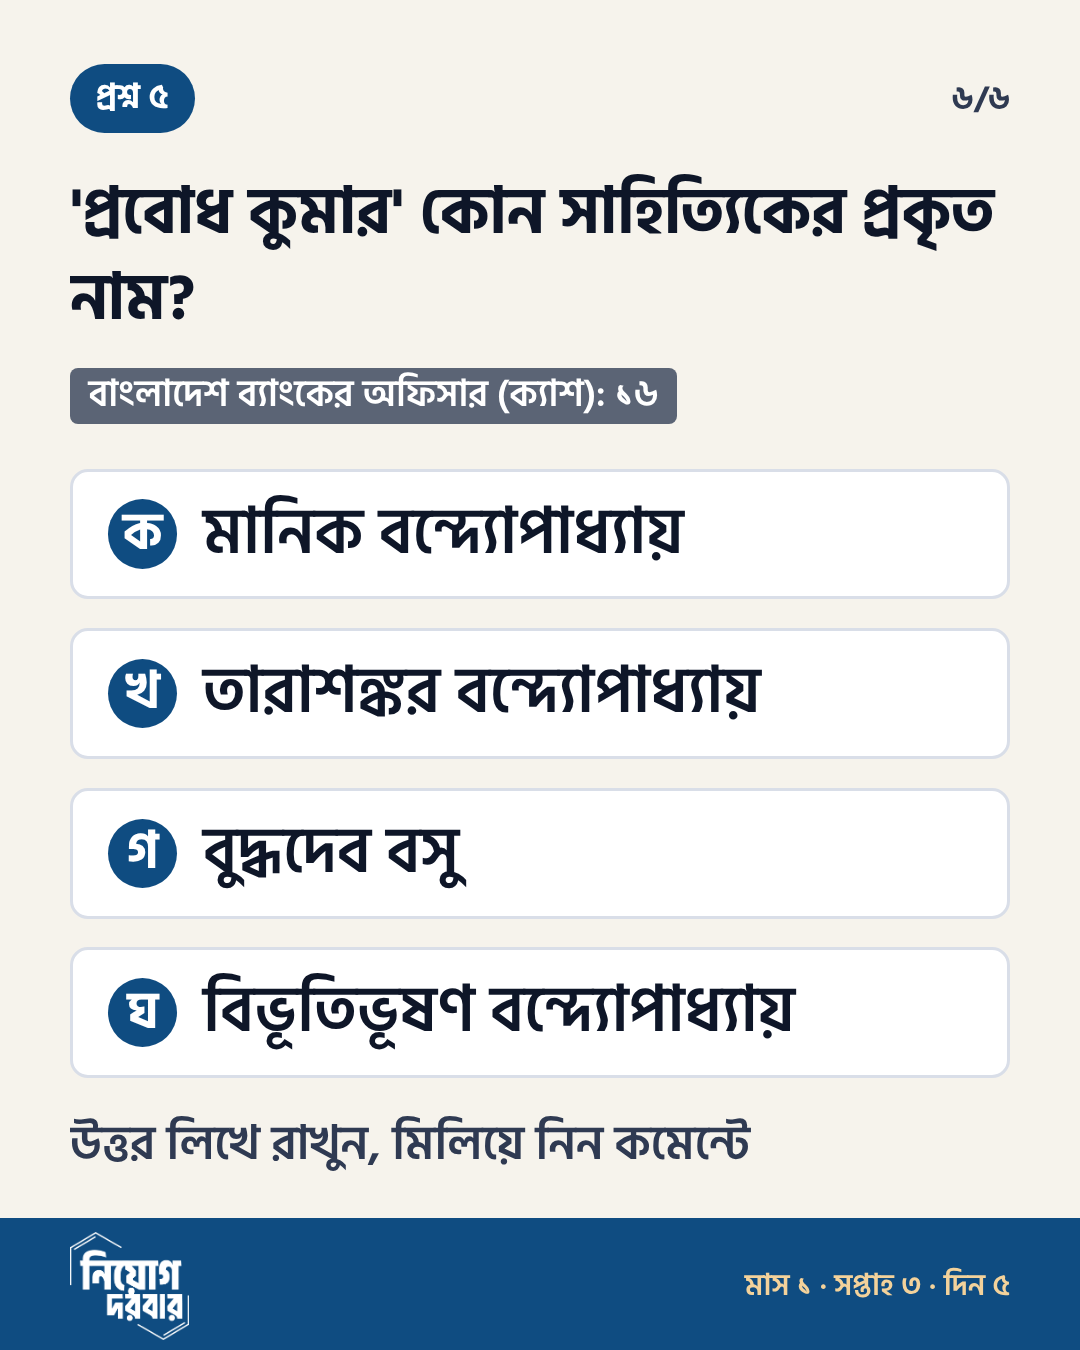 প্রশ্ন ৫
৬/৬
'প্রবোধ কুমার' কোন সাহিত্যিকের প্রকৃত
নাম?
বাংলাদেশ ব্যাংকের অফিসার (ক্যাশ): ১৬
ক মানিক বন্দ্যোপাধ্যায়
খ তারাশঙ্কর বন্দ্যোপাধ্যায়
গ বুদ্ধদেব বসু
ঘ বিভূতিভূষণ বন্দ্যোপাধ্যায়
উত্তর লিখে রাখুন, মিলিয়ে নিন কমেন্টে
নিয়োগ
দরবার
মাস ১ · সপ্তাহ ৩ · দিন ৫